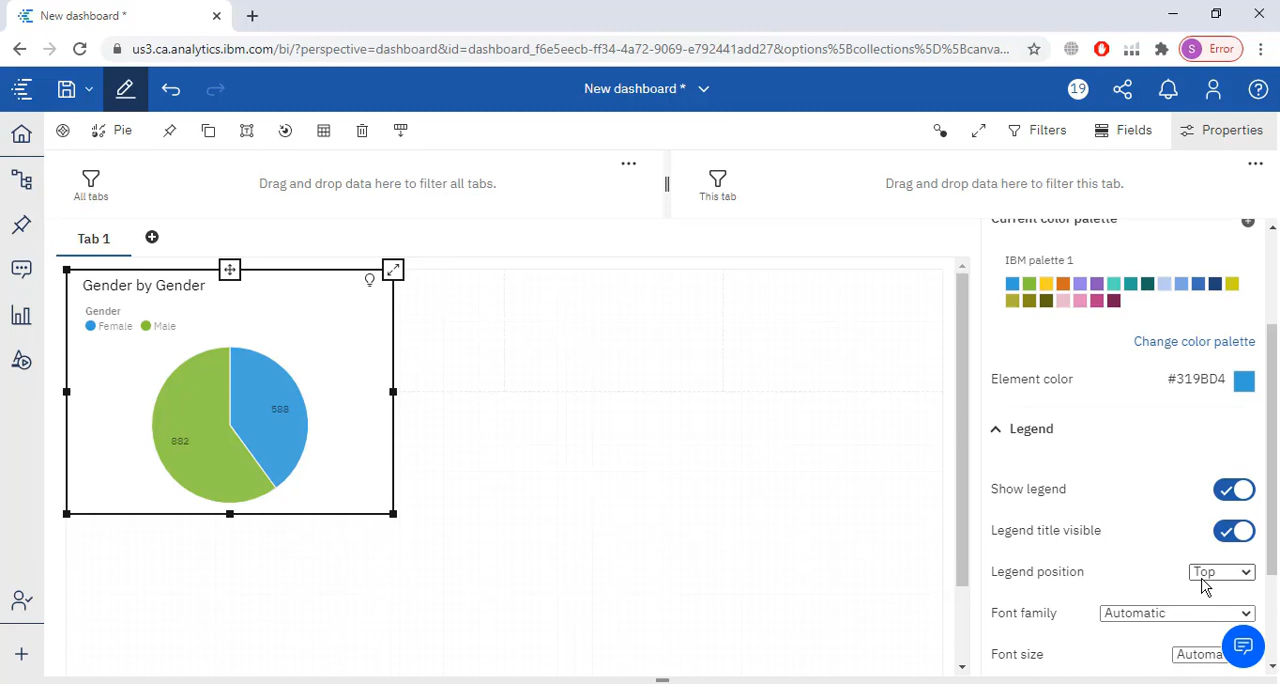 New dashboard *
us3.ca.analytics.ibm.com/bi/?perspective=dashboard&id=dashboard_f6e5eecb-ff34-4a72-9069-e792441add27&options%5Bcollections%5D%5Bcanva...
S Error
New dashboard *
19
Pie
Filters
Fields
Properties
All tabs
Drag and drop data here to filter all tabs.
This tab
Drag and drop data here to filter this tab.
Tab 1
Gender by Gender
Gender
Female Male
588
882
Current color palette
IBM palette 1
Change color palette
Element color #319BD4
Legend
Show legend
Legend title visible
Legend position Top
Font family Automatic
Font size Automa